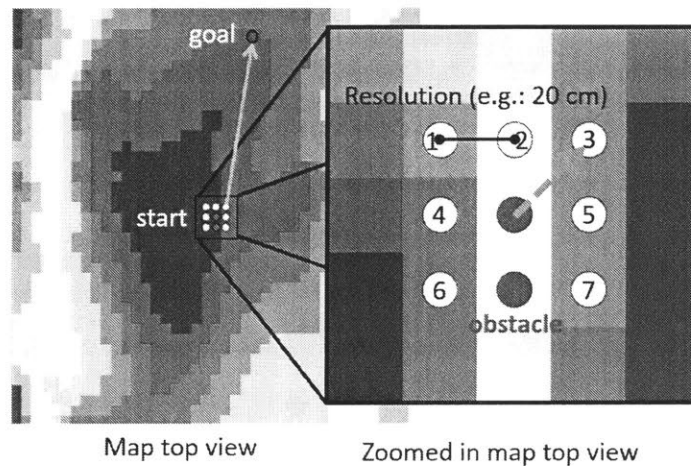 goal
start
Resolution (e.g.: 20 cm)
1 2 3
4 5
6 7
obstacle
Map top view
Zoomed in map top view